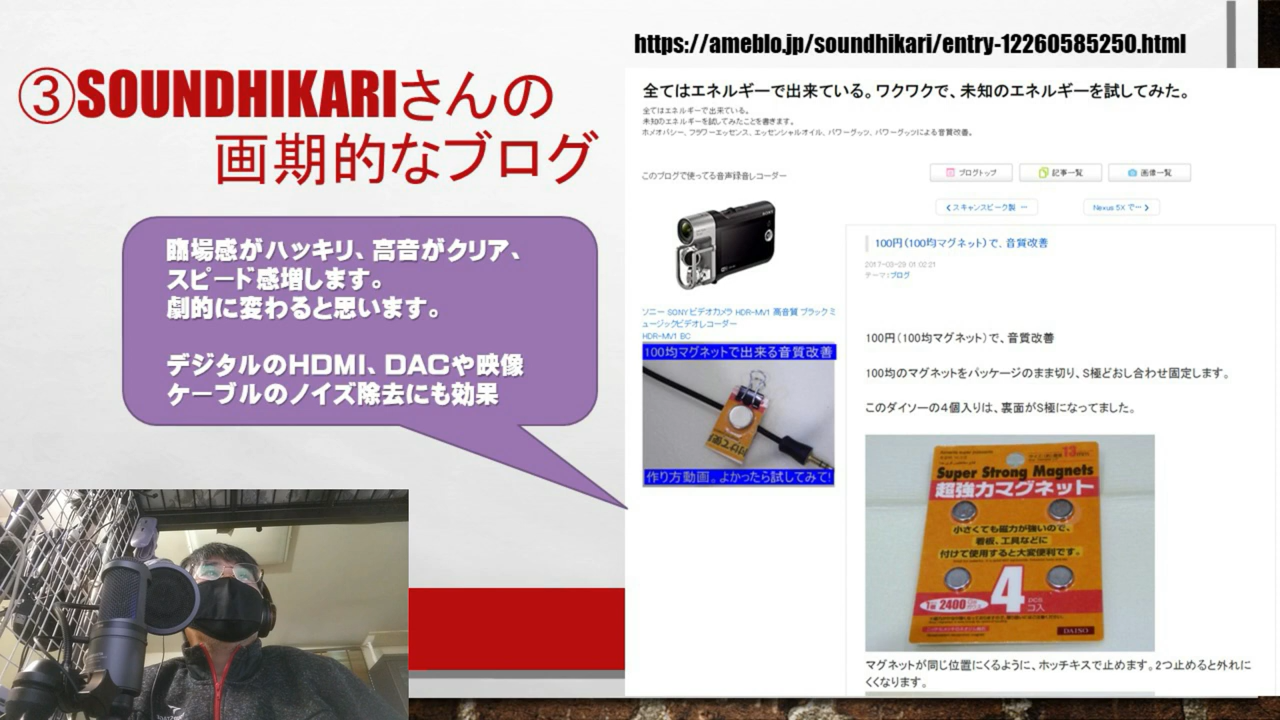 https://ameblo.jp/soundhikari/entry-12260585250.html
③SOUNDHIKARIさんの
画期的なブログ
臨場感がハッキリ、高音がクリア、
スピード感増します。
劇的に変わると思います。
デジタルのHDMI、DACや映像
ケーブルのノイズ除去にも効果
全てはエネルギーで出来ている。ワクワクで、未知のエネルギーを試してみた。
全てはエネルギーで出来ている。
未知のエネルギーを試してみたことを書きます。
ホメオパシー、フラワーエッセンス、エッセンシャルオイル、パワーグッツ、パワーグッツによる音質改善。
このブログで使ってる音声録音レコーダー
ブログトップ
記事一覧
画像一覧
スキャンスピーク製 …
Nexus 5X で…
ソニー SONY ビデオカメラ HDR-MV1 高音質 ブラック ミ
ュージックビデオレコーダー
HDR-MV1 BC
100均マグネットで出来る音質改善
作り方動画。よかったら試してみて!
100円(100均マグネット)で、音質改善
2017-03-29 01:02:21
テーマ:ブログ
100円(100均マグネット)で、音質改善
100均のマグネットをパッケージのまま切り、S極どおし合わせ固定します。
このダイソーの4個入りは、裏面がS極になってました。
Super Strong Magnets
超強力マグネット
小さくても磁力が強いので、
看板、工具などに
付けて使用すると大変便利です。
2400
4
pcs
コ入
DAISO
マグネットが同じ位置にくるように、ホッチキスで止めます。2つ止めると外れに
くくなります。